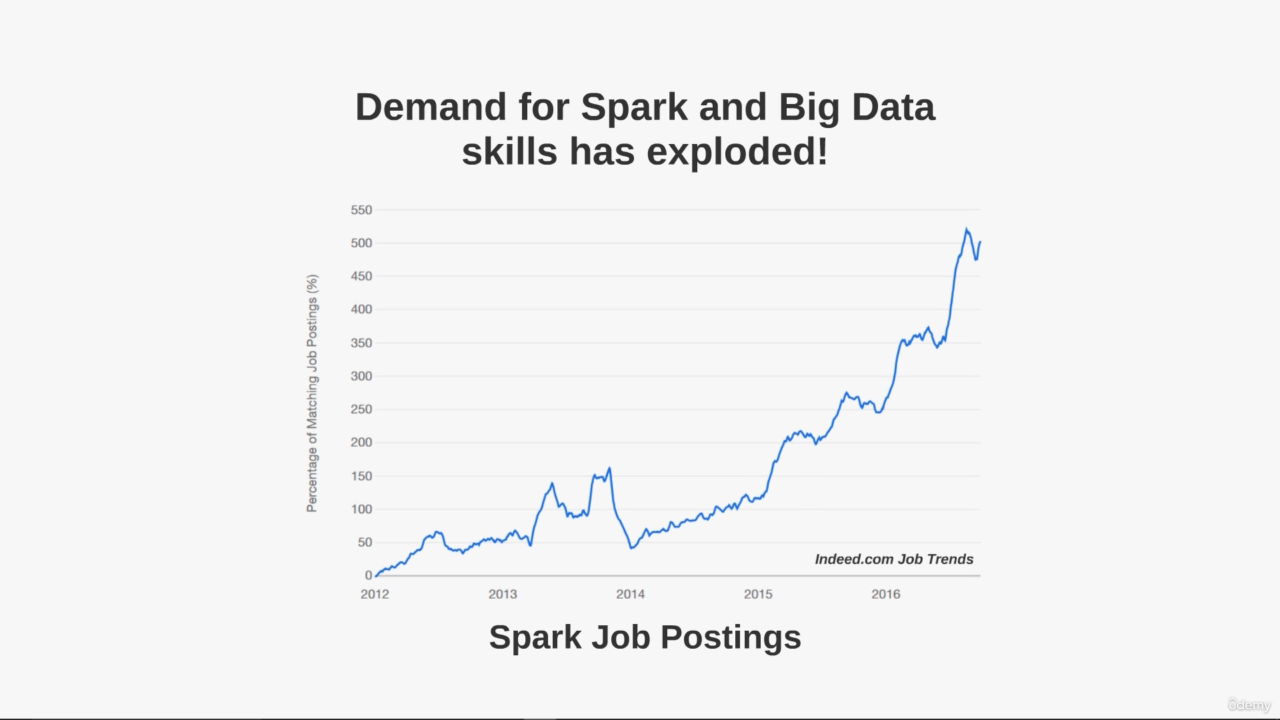 Demand for Spark and Big Data
skills has exploded!
Percentage of Matching Job Postings (%)
550
500
450
400
350
300
250
200
150
100
50
0
Indeed.com Job Trends
2012 2013 2014 2015 2016
Spark Job Postings
ûdemy